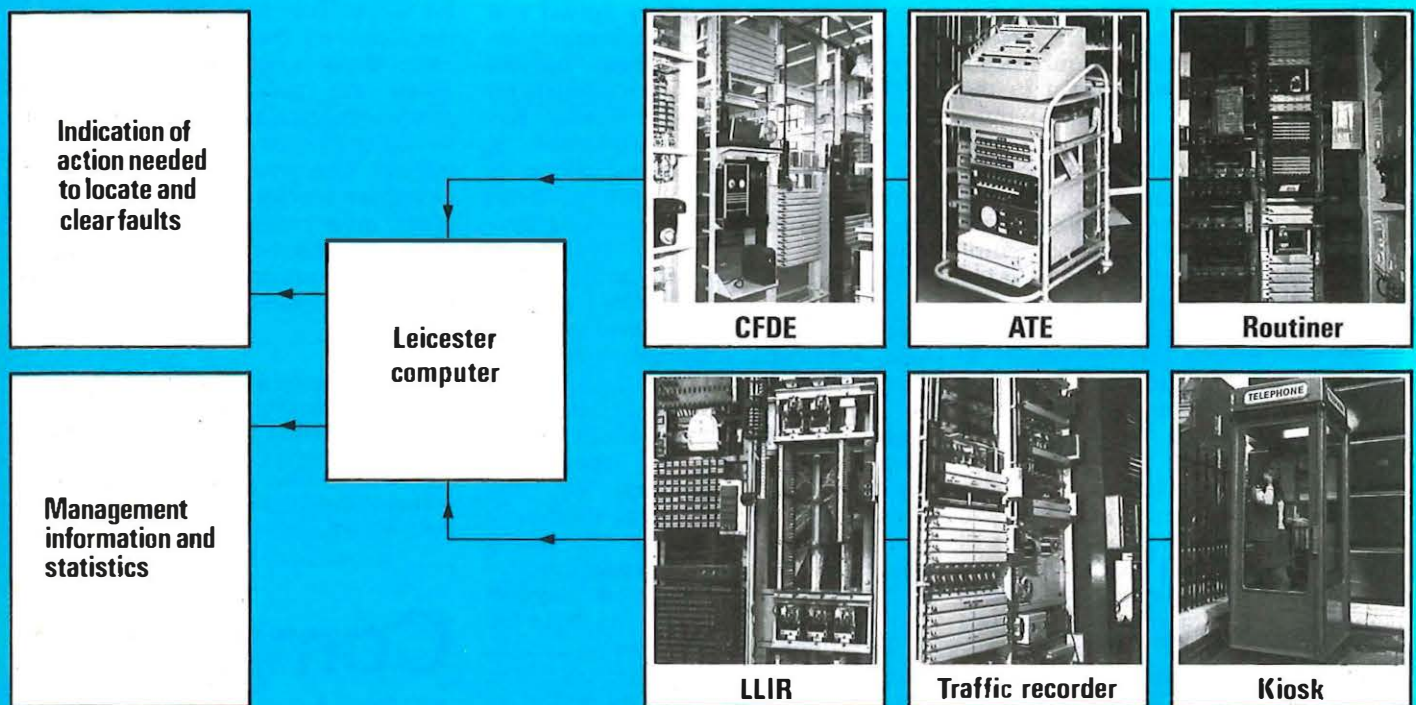 Indication of
action needed
to locate and
clear faults
Leicester
computer
Management
information and
statistics
CFDE
ATE
Routiner
LLIR
Traffic recorder
TELEPHONE
Kiosk